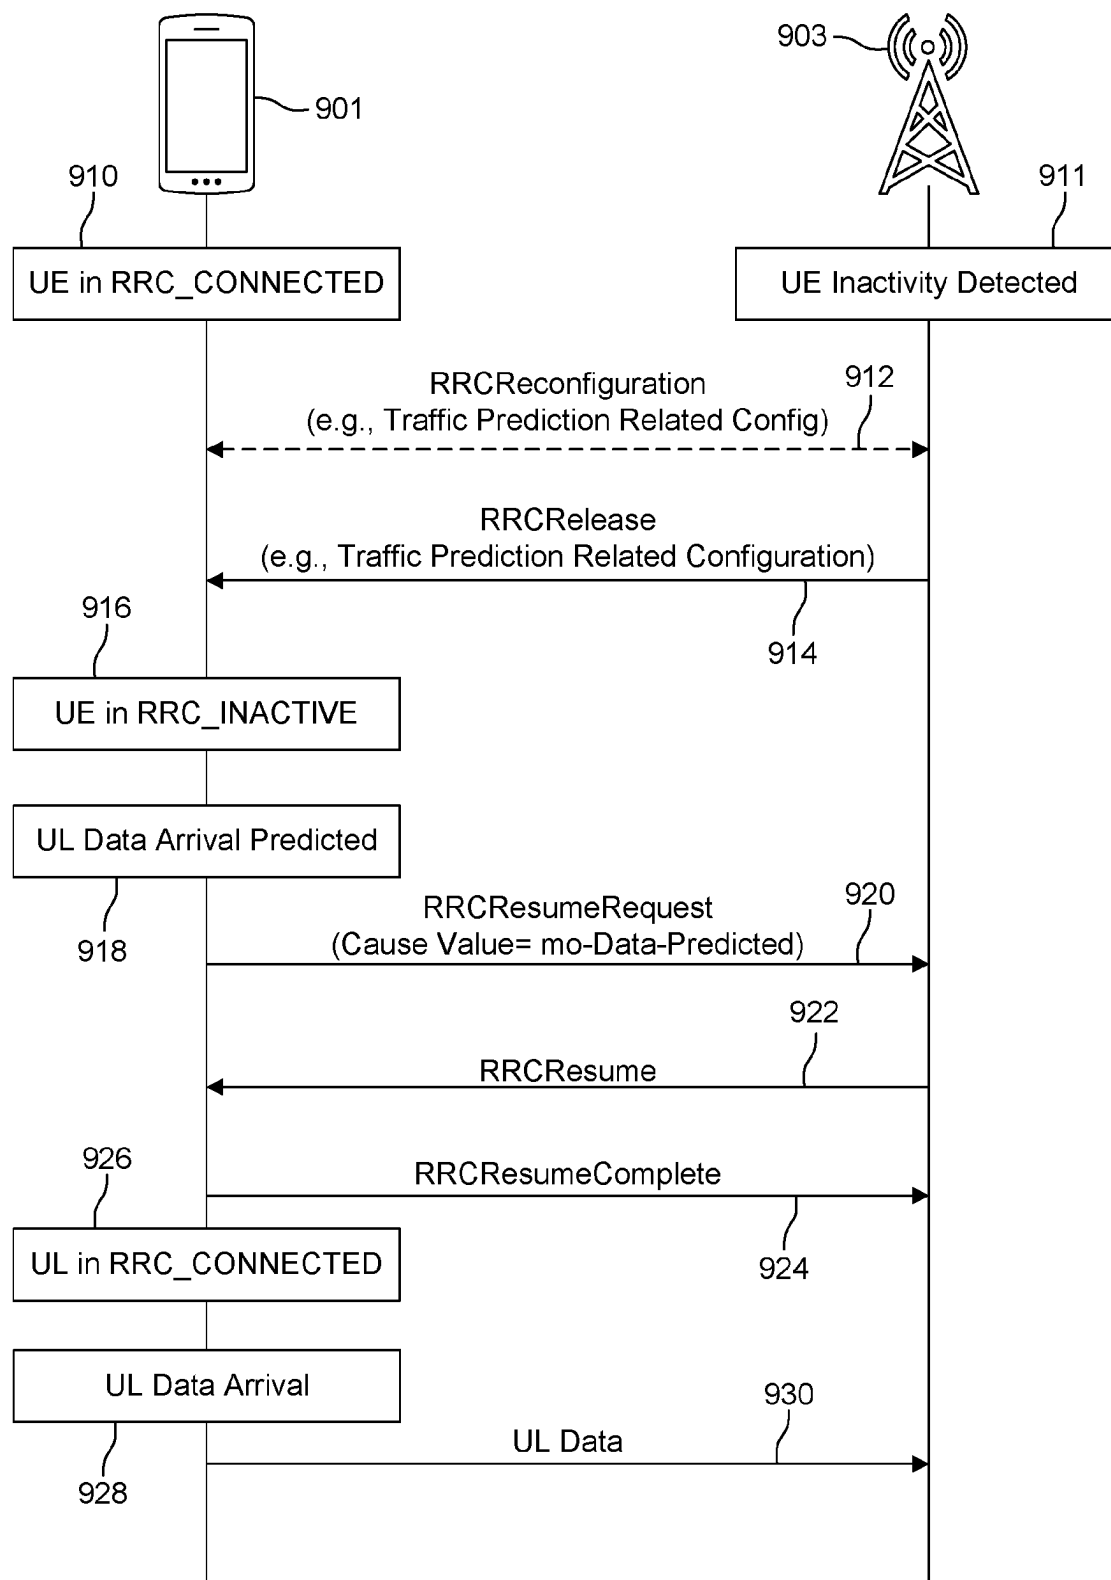 903
901
910
911
UE in RRC_CONNECTED
UE Inactivity Detected
RRCReconfiguration
912
(e.g., Traffic Prediction Related Config)
RRCRelease
(e.g., Traffic Prediction Related Configuration)
916
914
UE in RRC_INACTIVE
UL Data Arrival Predicted
920
RRCResumeRequest
918
(Cause Value= mo-Data-Predicted)
922
RRCResume
926
RRCResumeComplete
UL in RRC_CONNECTED
924
UL Data Arrival
930
UL Data
928